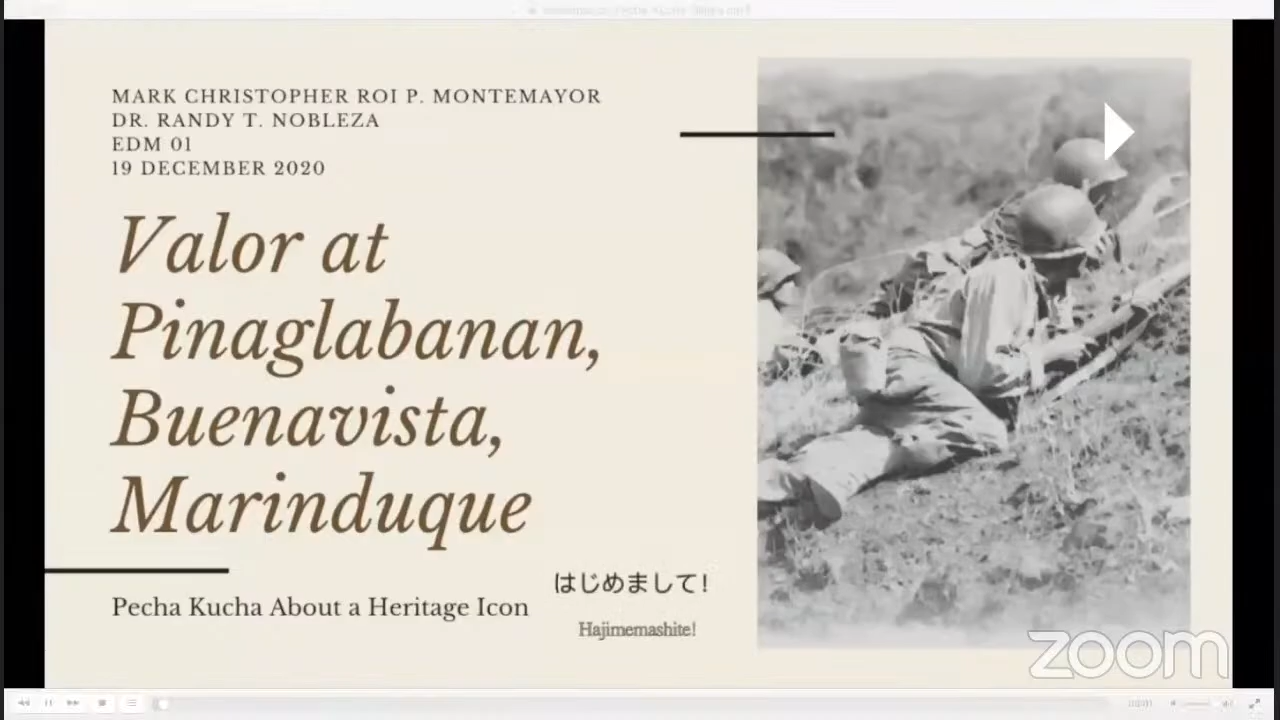 MARK CHRISTOPHER ROI P. MONTEMAYOR
DR. RANDY T. NOBLEZA
EDM 01
19 DECEMBER 2020
Valor at
Pinaglabanan,
Buenavista,
Marinduque
はじめまして!
Pecha Kucha About a Heritage Icon
Hajimemashite!
zoom